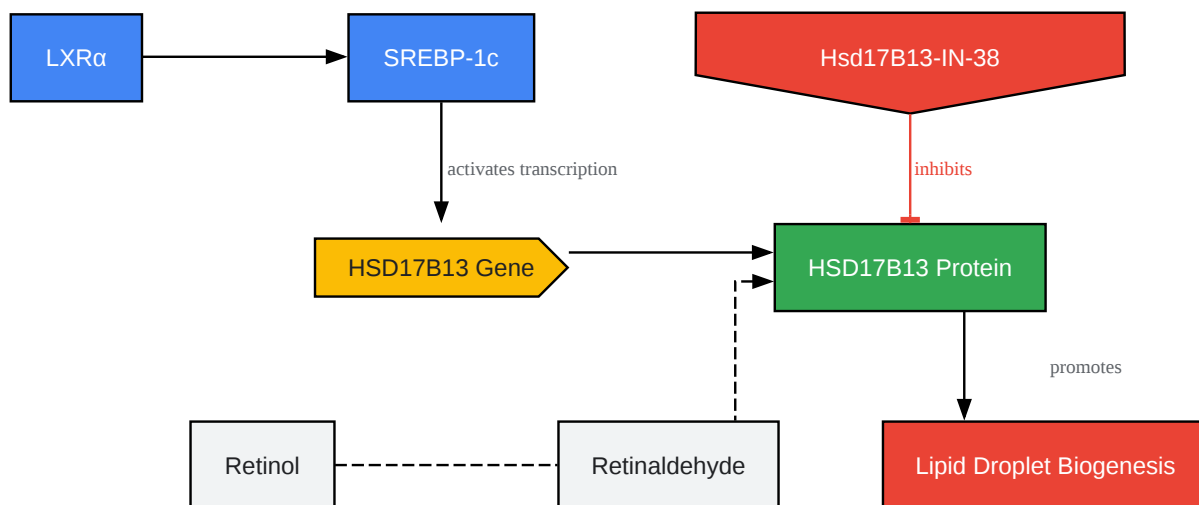 LXRα
SREBP-1c
Hsd17B13-IN-38
activates transcription
inhibits
HSD17B13 Gene
HSD17B13 Protein
promotes
Retinol
Retinaldehyde
Lipid Droplet Biogenesis